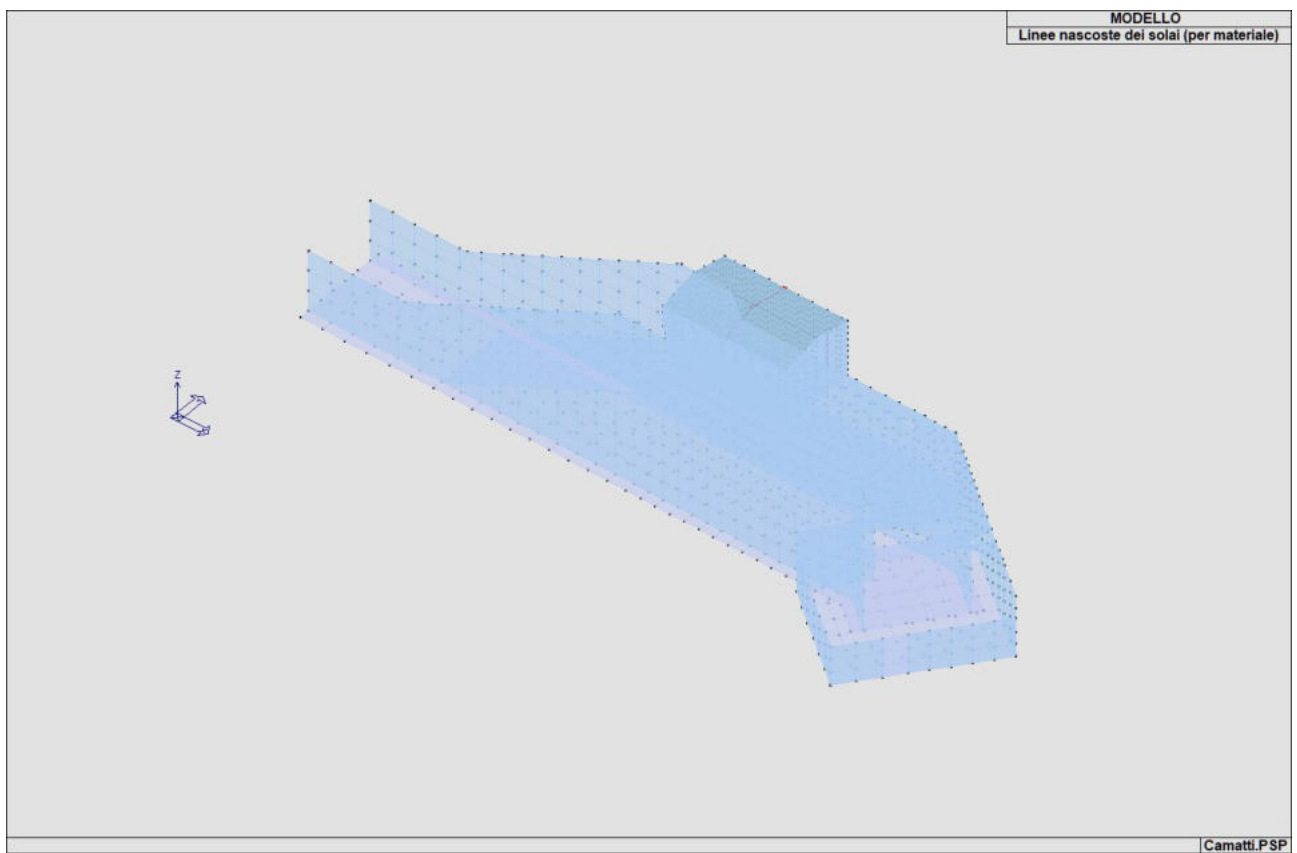 MODELLO
Linee nascoste dei solai (per materiale)
Z
Camatti.PSP